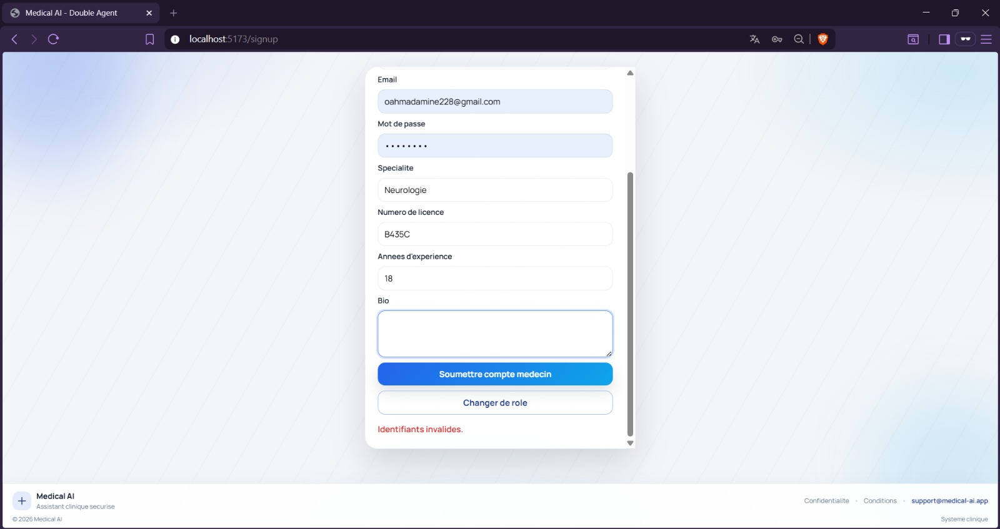 Medical AI - Double Agent
localhost:5173/signup
Email
oahmadamine228@gmail.com
Mot de passe
••••••••
Specialite
Neurologie
Numero de licence
B435C
Annees d'experience
18
Bio
Soumettre compte medecin
Changer de role
Identifiants invalides.
Medical AI
Assistant clinique securise
© 2026 Medical AI
Confidentialite • Conditions • support@medical-ai.app
Systeme clinique